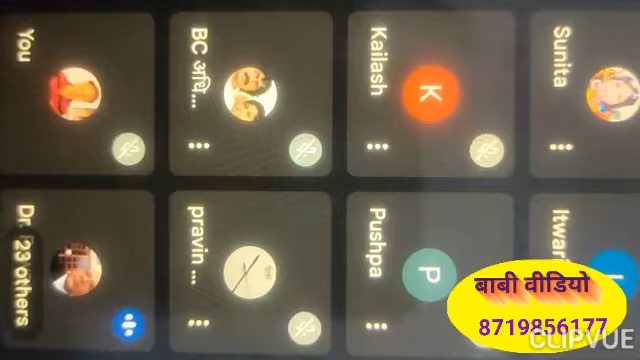 You
BC अधि...
Kailash
K
Sunita
Dr.
23 others
pravin ...
Pushpa
P
Itwari
बाबी वीडियो
8719856177
CLIPVUE